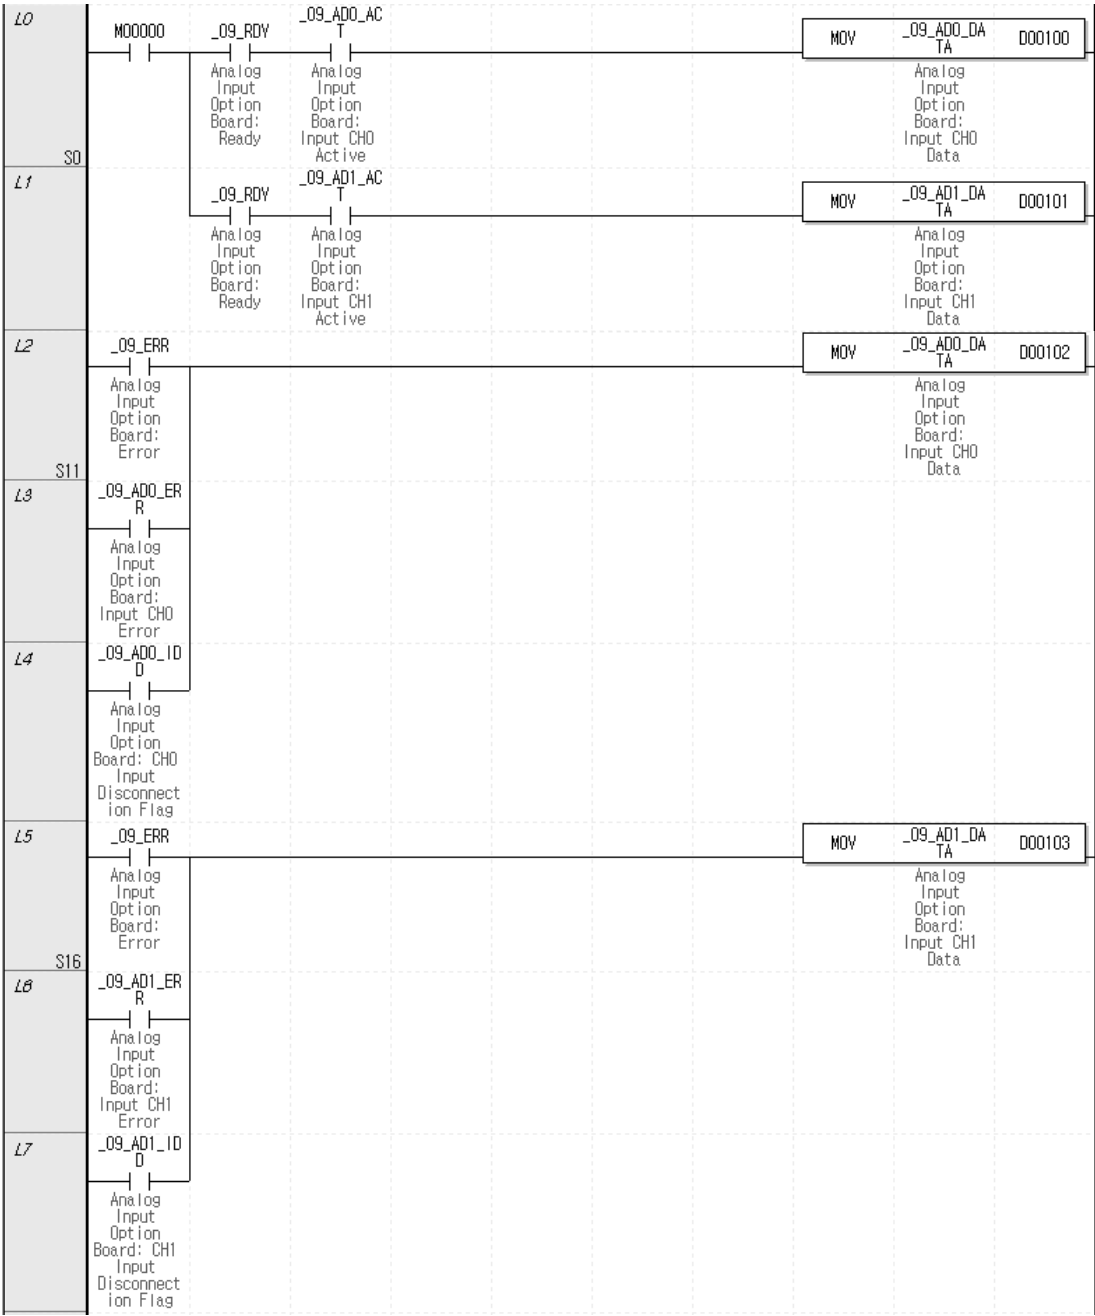 L0
M00000
_09_RDY
_09_AD0_AC
T
MOV
_09_AD0_DA
TA
D00100
Analog
Input
Option
Board:
Ready
Analog
Input
Option
Board:
Input CH0
Active
Analog
Input
Option
Board:
Input CH0
Data
S0
L1
_09_RDY
_09_AD1_AC
T
MOV
_09_AD1_DA
TA
D00101
Analog
Input
Option
Board:
Ready
Analog
Input
Option
Board:
Input CH1
Active
Analog
Input
Option
Board:
Input CH1
Data
L2
_09_ERR
MOV
_09_AD0_DA
TA
D00102
Analog
Input
Option
Board:
Error
Analog
Input
Option
Board:
Input CH0
Data
S11
L3
_09_AD0_ER
R
Analog
Input
Option
Board:
Input CH0
Error
L4
_09_AD0_ID
D
Analog
Input
Option
Board: CH0
Input
Disconnect
ion Flag
L5
_09_ERR
MOV
_09_AD1_DA
TA
D00103
Analog
Input
Option
Board:
Error
Analog
Input
Option
Board:
Input CH1
Data
S16
L6
_09_AD1_ER
R
Analog
Input
Option
Board:
Input CH1
Error
L7
_09_AD1_ID
D
Analog
Input
Option
Board: CH1
Input
Disconnect
ion Flag